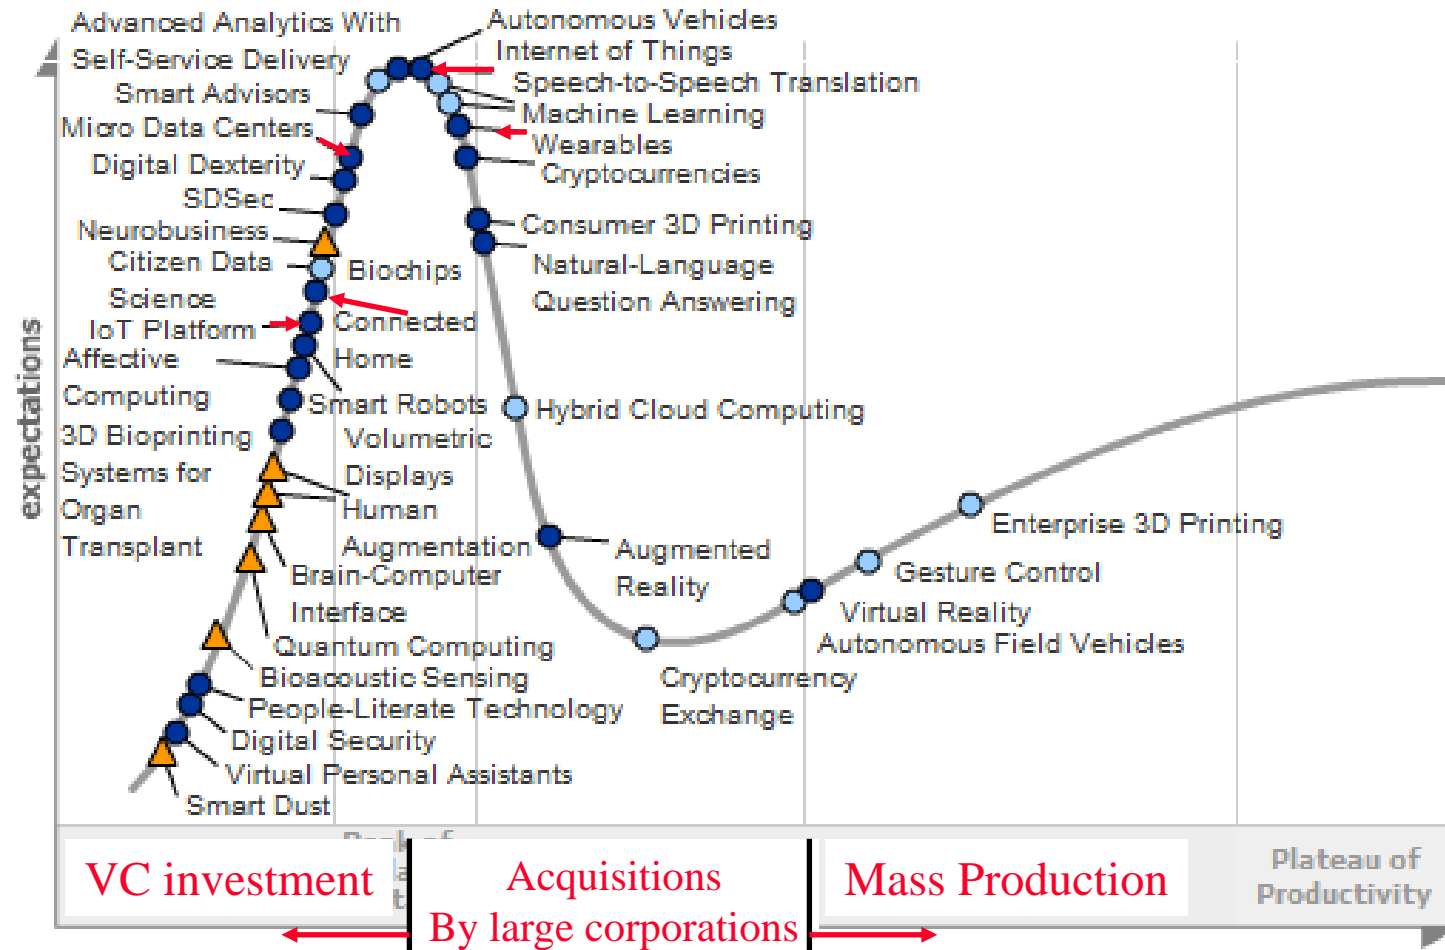 Advanced Analytics With
Self-Service Delivery
Smart Advisors
Micro Data Centers
Digital Dexterity
SDSec
Neurobusiness
Citizen Data
Science
IoT Platform
Affective
Computing
3D Bioprinting
Systems for
Organ
Transplant
Autonomous Vehicles
Internet of Things
Speech-to-Speech Translation
Machine Learning
Wearables
Cryptocurrencies
Consumer 3D Printing
Natural-Language
Question Answering
Biochips
Connected
Home
Smart Robots
Volumetric
Displays
Human
Augmentation
Brain-Computer
Interface
Quantum Computing
Bioacoustic Sensing
People-Literate Technology
Digital Security
Virtual Personal Assistants
Smart Dust
Hybrid Cloud Computing
Augmented
Reality
Cryptocurrency
Exchange
Enterprise 3D Printing
Gesture Control
Virtual Reality
Autonomous Field Vehicles
expectations
VC investment
Acquisitions
By large corporations
Mass Production
Plateau of
Productivity